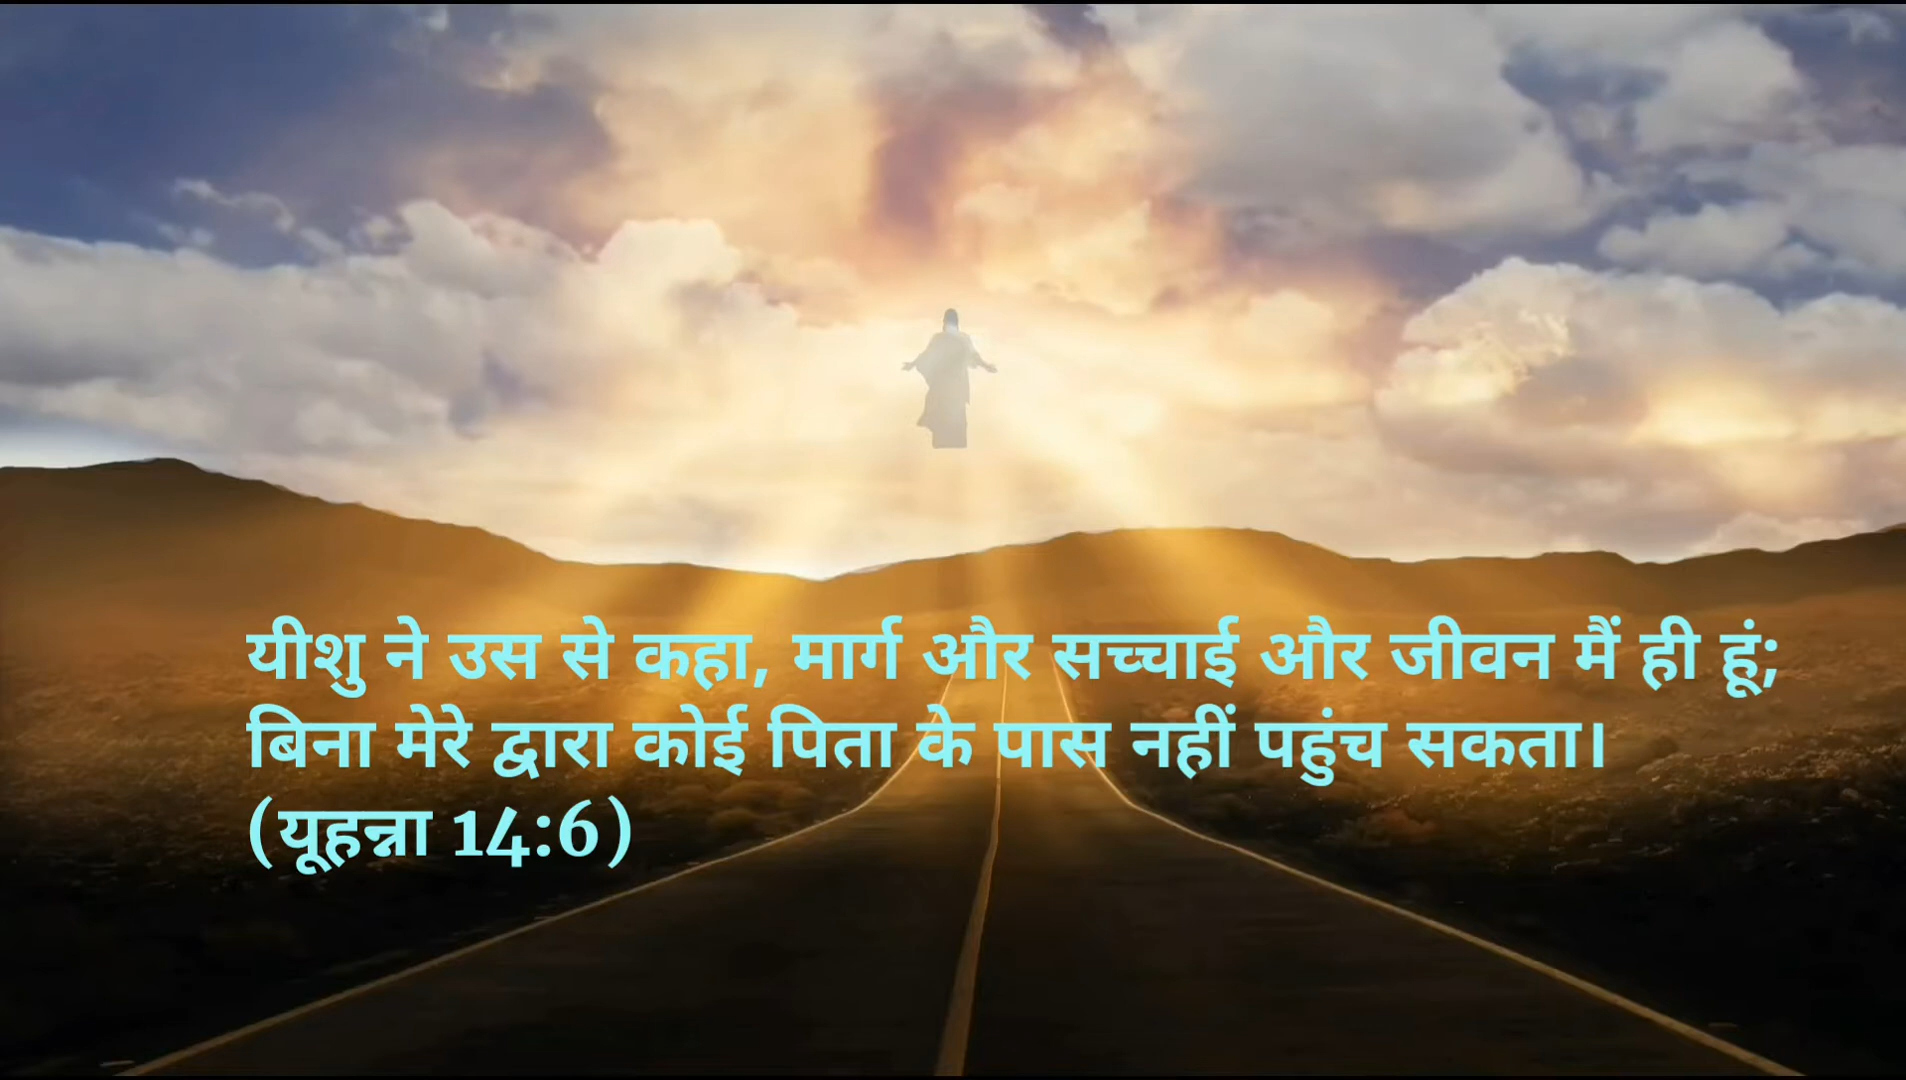 यीशु ने उस से कहा, मार्ग और सच्चाई और जीवन मैं ही हूं;
बिना मेरे द्वारा कोई पिता के पास नहीं पहुंच सकता।
(यूहन्ना 14:6)